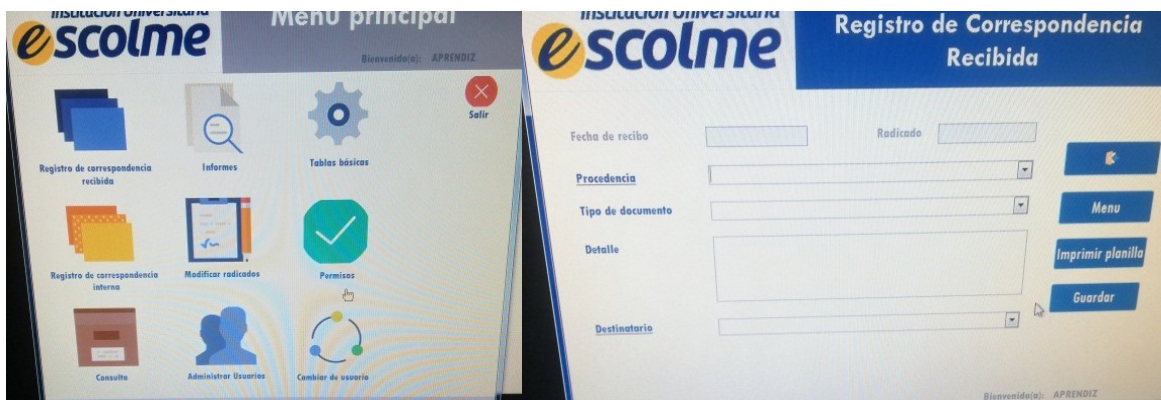 Institución Universitaria
escolme
Menú principal
Bienvenido(a): APRENDIZ
Salir
Registro de correspondencia
recibida
Informes
Tablas básicas
Registro de correspondencia
interna
Modificar radicados
Permisos
Consulta
Administrar Usuarios
Cambiar de usuario
Institución Universitaria
escolme
Registro de Correspondencia
Recibida
Fecha de recibo
Radicado
Procedencia
Tipo de documento
Menu
Detalle
Imprimir planilla
Guardar
Destinatario
Bienvenido(a): APRENDIZ